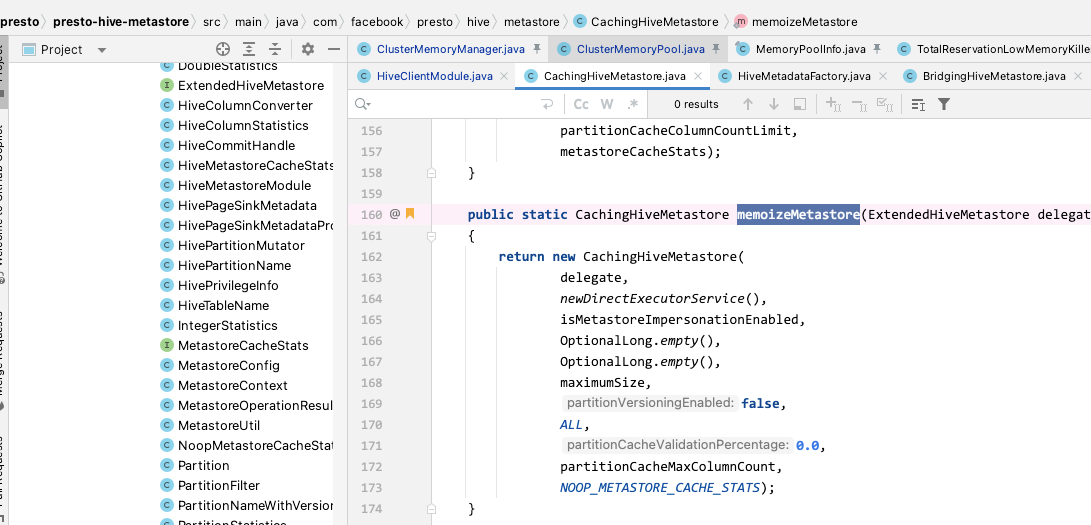 presto presto-hive-metastore src main java com facebook presto hive metastore CachingHiveMetastore memoizeMetastore
Project
ClusterMemoryManager.java ClusterMemoryPool.java MemoryPoolInfo.java TotalReservationLowMemoryKille
HiveClientModule.java CachingHiveMetastore.java HiveMetadataFactory.java BridgingHiveMetastore.java
Cc W .* 0 results
DoubleStatistics
ExtendedHiveMetastore
HiveColumnConverter
HiveColumnStatistics
HiveCommitHandle
HiveMetastoreCacheStats
HiveMetastoreModule
HivePageSinkMetadata
HivePageSinkMetadataPro
HivePartitionMutator
HivePartitionName
HivePrivilegeInfo
HiveTableName
IntegerStatistics
MetastoreCacheStats
MetastoreConfig
MetastoreContext
MetastoreOperationResul
MetastoreUtil
NoopMetastoreCacheStat
Partition
PartitionFilter
PartitionNameWithVersion
PartitionStatistics
156 partitionCacheColumnCountLimit,
157 metastoreCacheStats);
158 }
159
160 @ public static CachingHiveMetastore memoizeMetastore(ExtendedHiveMetastore delegat
161 {
162 return new CachingHiveMetastore(
163 delegate,
164 newDirectExecutorService(),
165 isMetastoreImpersonationEnabled,
166 OptionalLong.empty(),
167 OptionalLong.empty(),
168 maximumSize,
169 partitionVersioningEnabled: false,
170 ALL,
171 partitionCacheValidationPercentage: 0.0,
172 partitionCacheMaxColumnCount,
173 NOOP_METASTORE_CACHE_STATS);
174 }